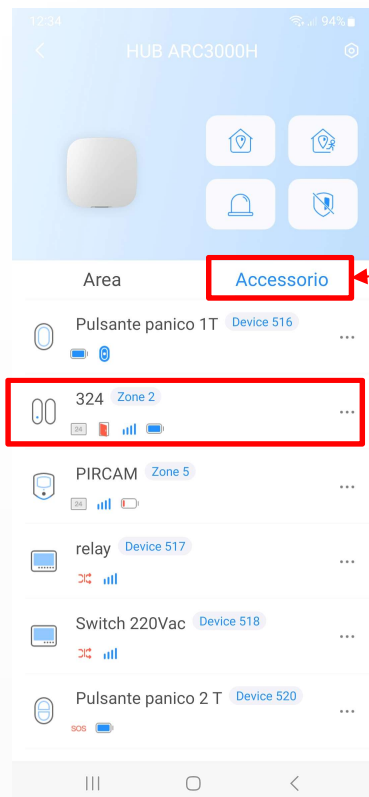 12:34 94%
HUB ARC3000H
Area Accessorio
Pulsante panico 1T Device 516
324 Zone 2
24
PIRCAM Zone 5
24
relay Device 517
Switch 220Vac Device 518
Pulsante panico 2 T Device 520
SOS